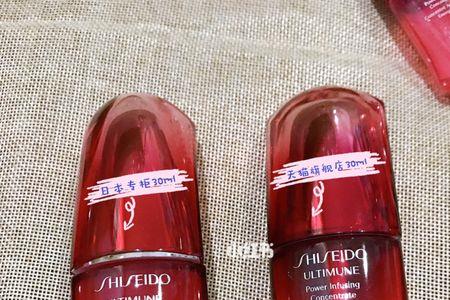 日本专柜30ml
天猫旗舰店30ml
SHISEIDO
ULTIMUNE
SHISEIDO
ULTIMUNE
Power Infusing
Concentrate